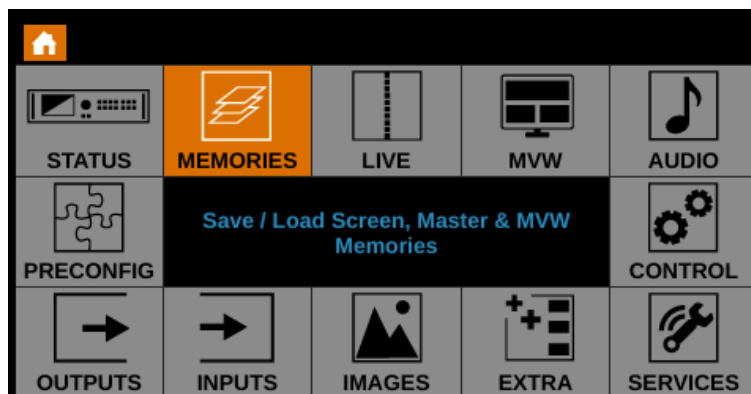 STATUS
MEMORIES
LIVE
MVW
AUDIO
PRECONFIG
Save / Load Screen, Master & MVW
Memories
CONTROL
OUTPUTS
INPUTS
IMAGES
EXTRA
SERVICES